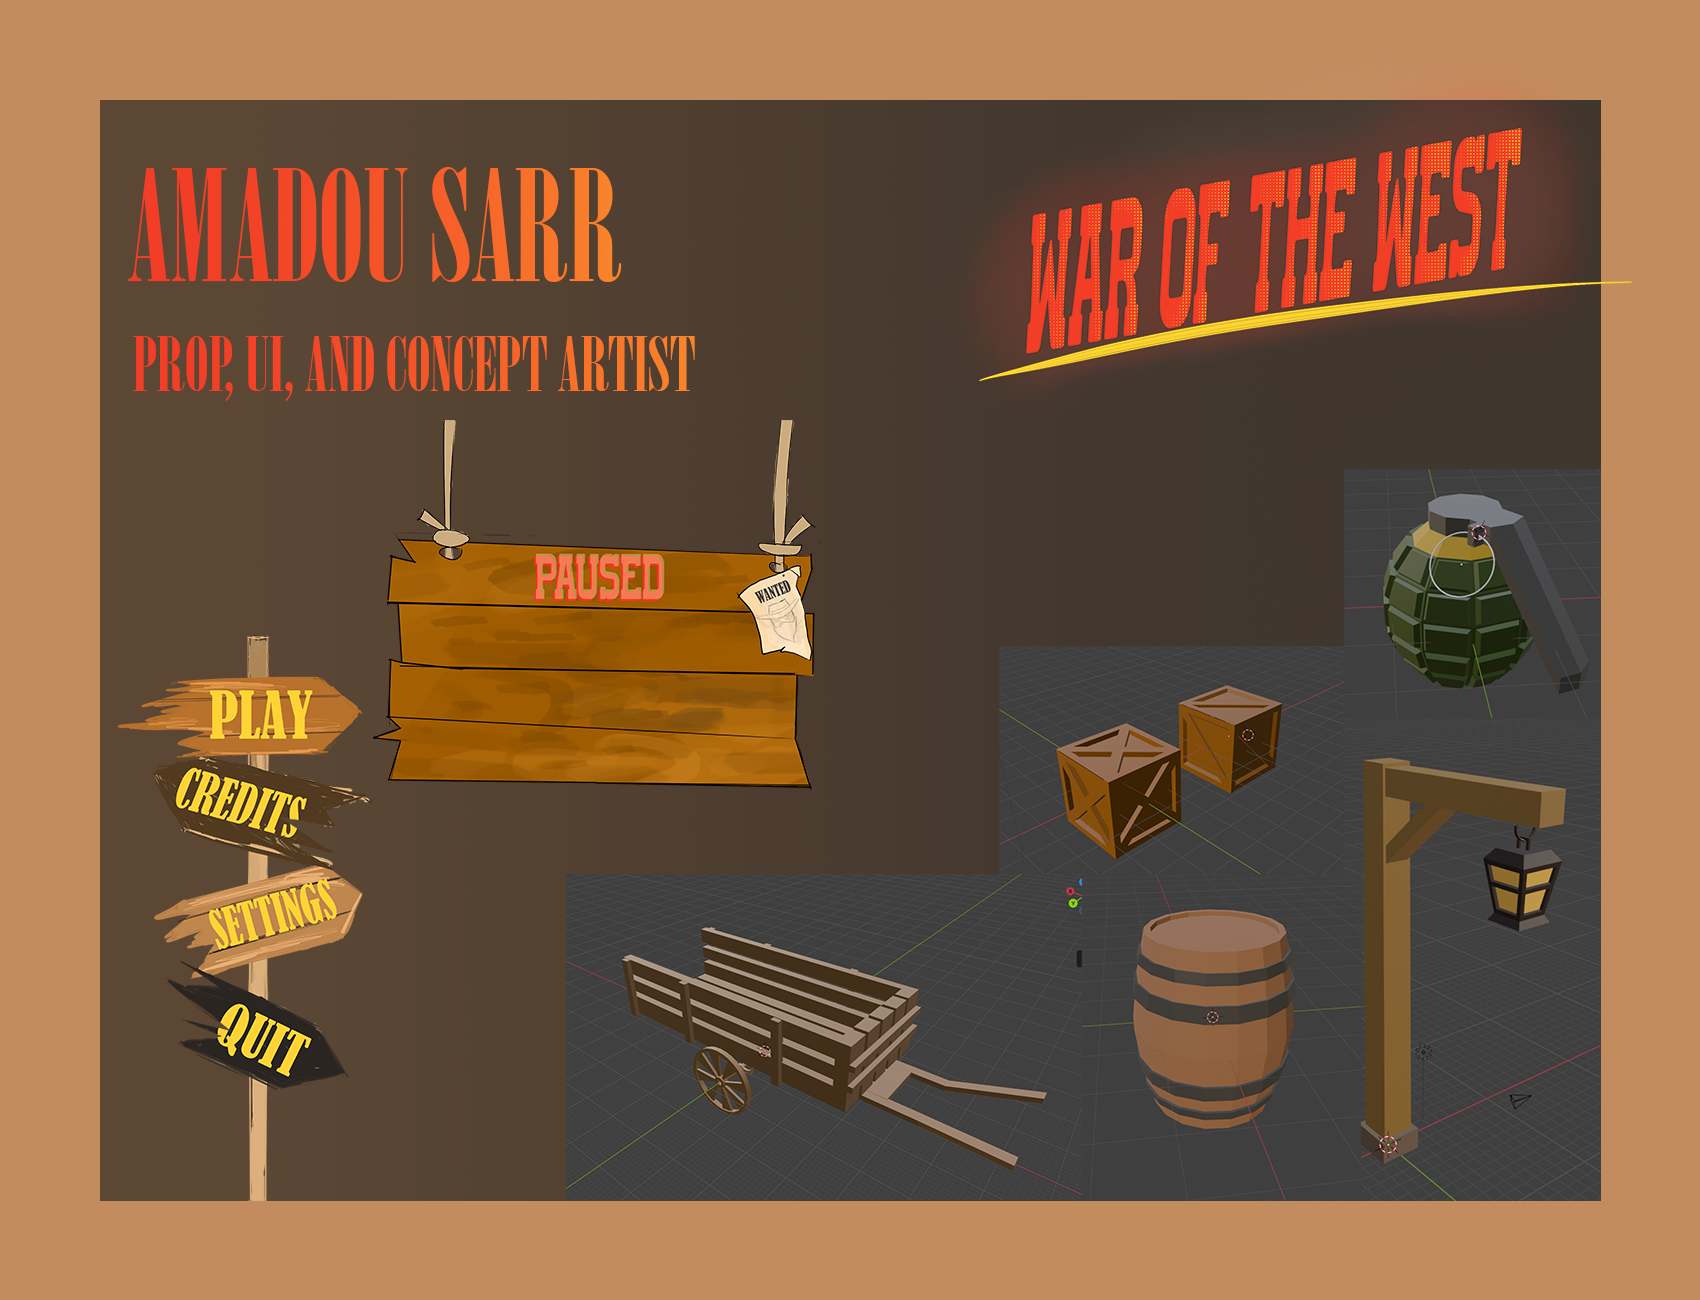 AMADOU SARR
WAR OF THE WEST
PROP, UI, AND CONCEPT ARTIST
PAUSED
WANTED
PLAY
CREDITS
SETTINGS
QUIT